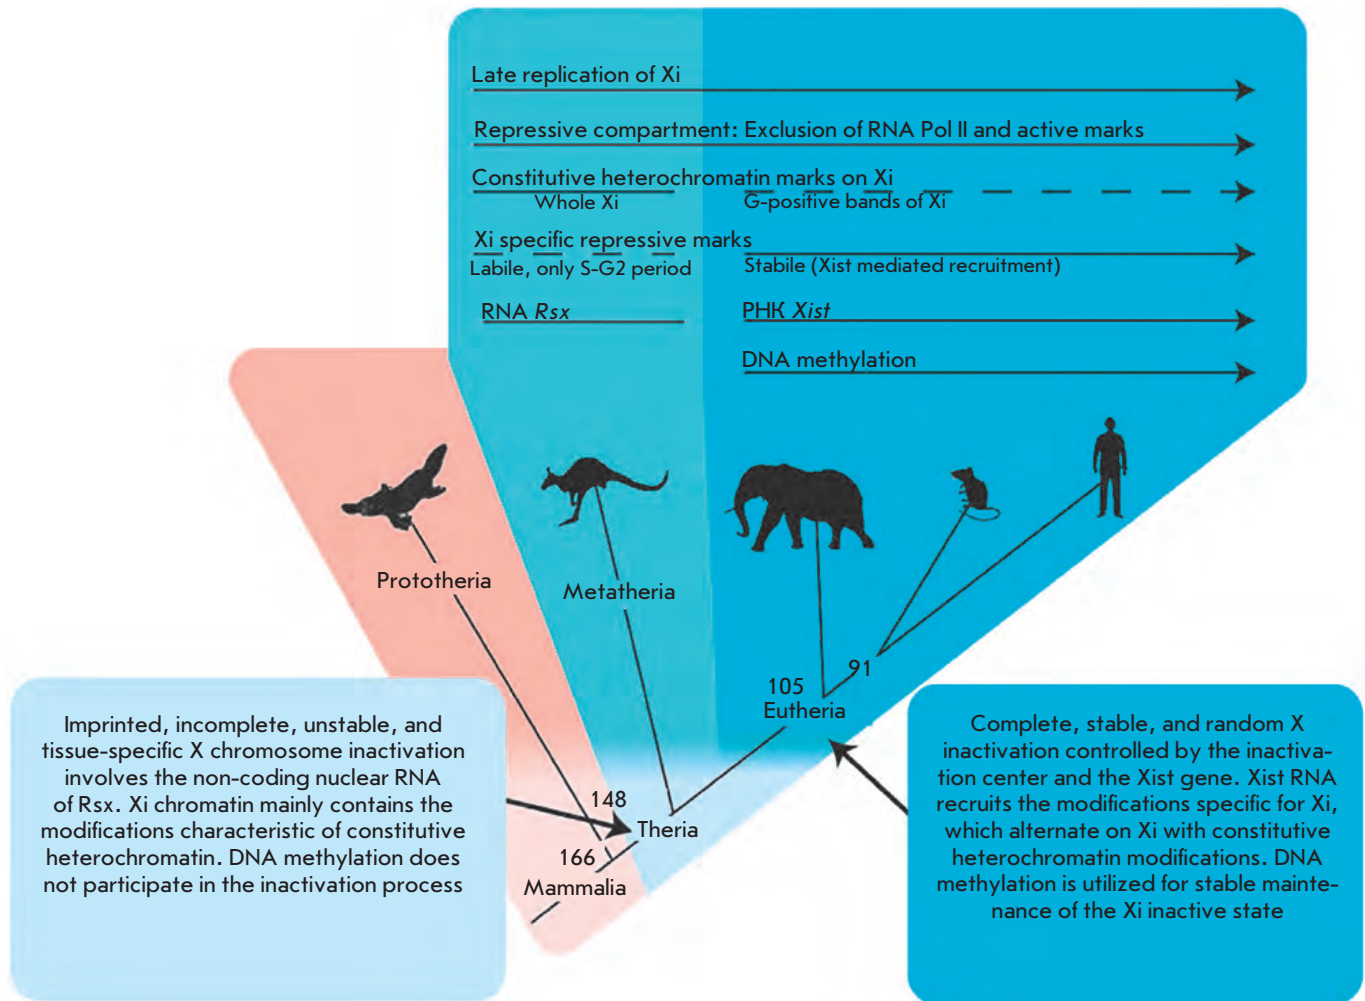 Late replication of Xi
Repressive compartment: Exclusion of RNA Pol II and active marks
Constitutive heterochromatin marks on Xi
Whole Xi
G-positive bands of Xi
Xi specific repressive marks
Labile, only S-G2 period
Stabile (Xist mediated recruitment)
RNA Rsx
РНК Xist
DNA methylation
Prototheria
Metatheria
91
105
Eutheria
148
Theria
166
Mammalia
Imprinted, incomplete, unstable, and
tissue-specific X chromosome inactivation
involves the non-coding nuclear RNA
of Rsx. Xi chromatin mainly contains the
modifications characteristic of constitutive
heterochromatin. DNA methylation does
not participate in the inactivation process
Complete, stable, and random X
inactivation controlled by the inactiva-
tion center and the Xist gene. Xist RNA
recruits the modifications specific for Xi,
which alternate on Xi with constitutive
heterochromatin modifications. DNA
methylation is utilized for stable mainte-
nance of the Xi inactive state